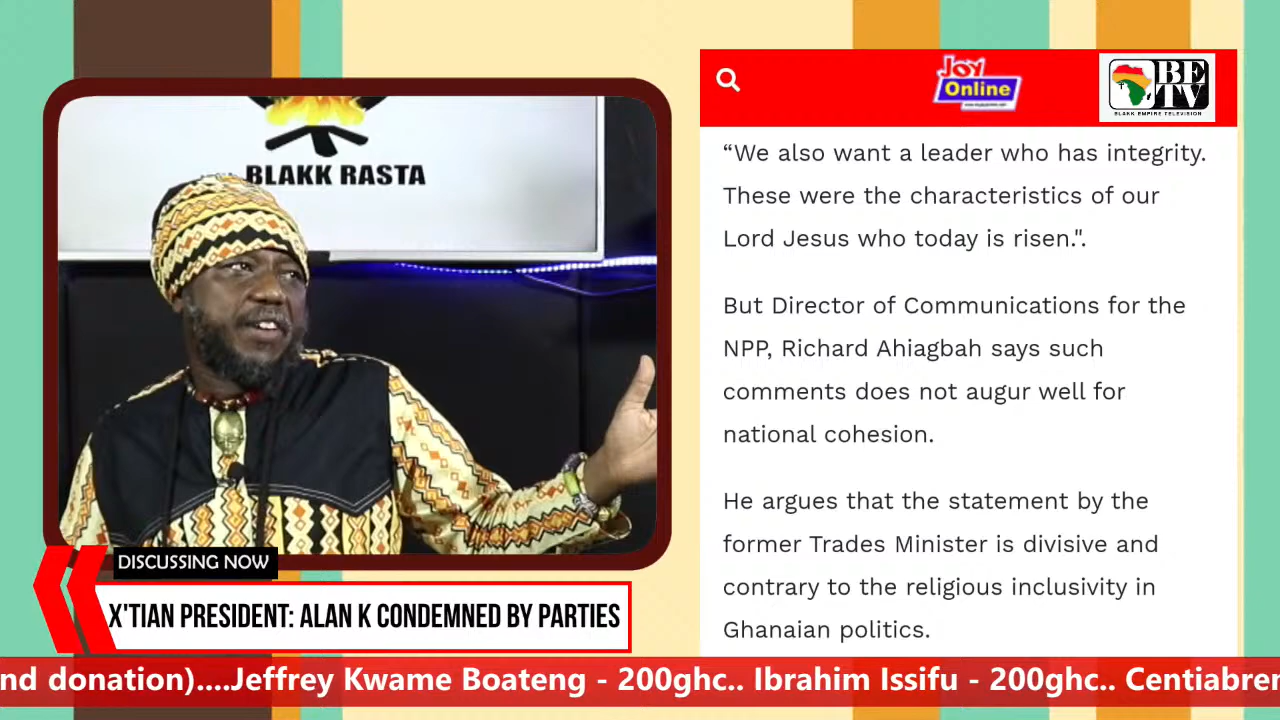 BLAKK RASTA
DISCUSSING NOW
X'TIAN PRESIDENT: ALAN K CONDEMNED BY PARTIES
Joy
Online
BE
TV
BLAKK EMPIRE TELEVISION
“We also want a leader who has integrity.
These were the characteristics of our
Lord Jesus who today is risen.".
But Director of Communications for the
NPP, Richard Ahiagbah says such
comments does not augur well for
national cohesion.
He argues that the statement by the
former Trades Minister is divisive and
contrary to the religious inclusivity in
Ghanaian politics.
nd donation)....Jeffrey Kwame Boateng - 200ghc.. Ibrahim Issifu - 200ghc.. Centiabren